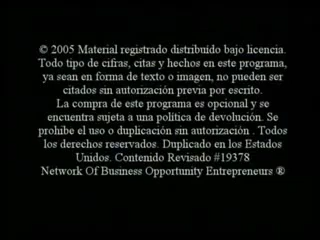 © 2005 Material registrado distribuído bajo licencia.
Todo tipo de cifras, citas y hechos en este programa,
ya sean en forma de texto o imagen, no pueden ser
citados sin autorización previa por escrito.
La compra de este programa es opcional y se
encuentra sujeta a una política de devolución. Se
prohibe el uso o duplicación sin autorización . Todos
los derechos reservados. Duplicado en los Estados
Unidos. Contenido Revisado #19378
Network Of Business Opportunity Entrepreneurs ®